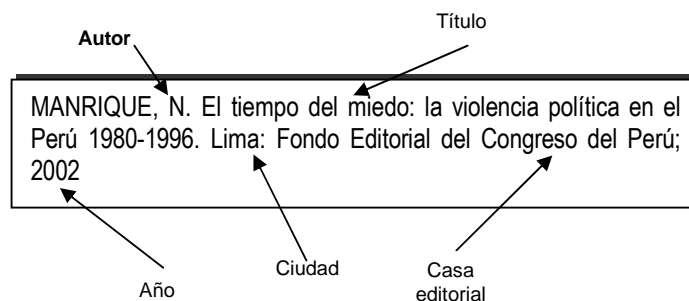 Título
Autor
MANRIQUE, N. El tiempo del miedo: la violencia política en el
Perú 1980-1996. Lima: Fondo Editorial del Congreso del Perú;
2002
Año
Ciudad
Casa
editorial